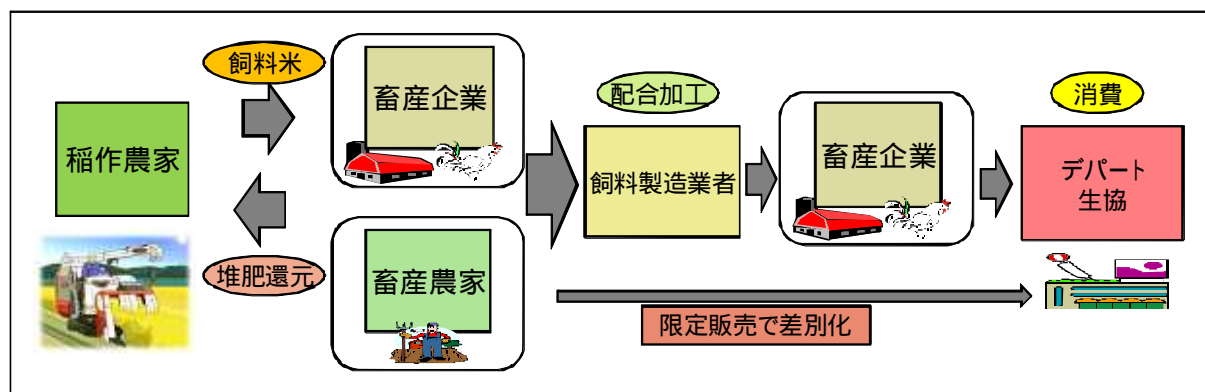 飼料米
畜産企業
稲作農家
堆肥還元
畜産農家
配合加工
飼料製造業者
畜産企業
消費
デパート
生協
限定販売で差別化